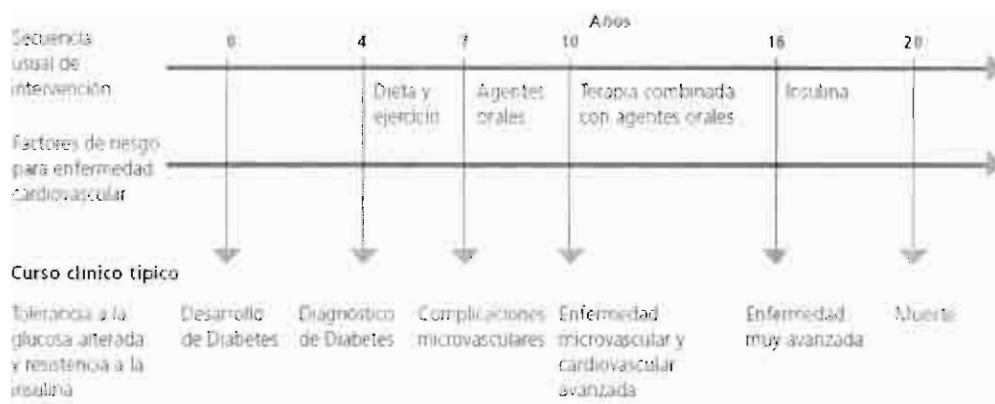 Años
Secuencia
usual de
intervención
0 4 7 10 16 20
Dieta y
ejercicio
Agentes
orales
Terapia combinada
con agentes orales
Insulina
Factores de riesgo
para enfermedad
cardiovascular
Curso clínico típico
Tolerancia a la
glucosa alterada
y resistencia a la
insulina
Desarrollo
de Diabetes
Diagnóstico
de Diabetes
Complicaciones
microvasculares
Enfermedad
microvascular y
cardiovascular
avanzada
Enfermedad
muy avanzada
Muerte